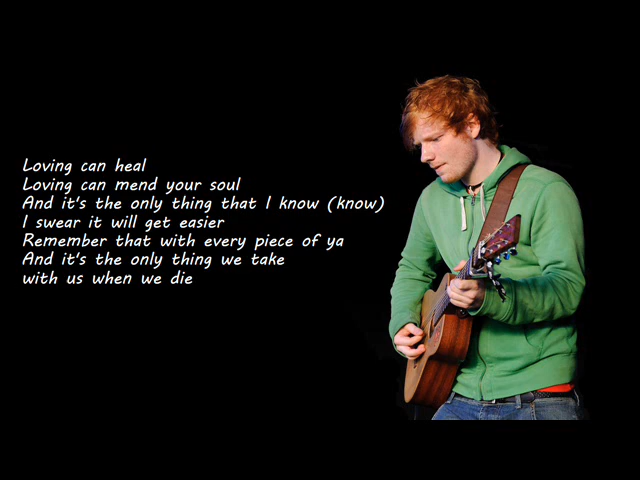 Loving can heal
Loving can mend your soul
And it's the only thing that I know (know)
I swear it will get easier
Remember that with every piece of ya
And it's the only thing we take
with us when we die